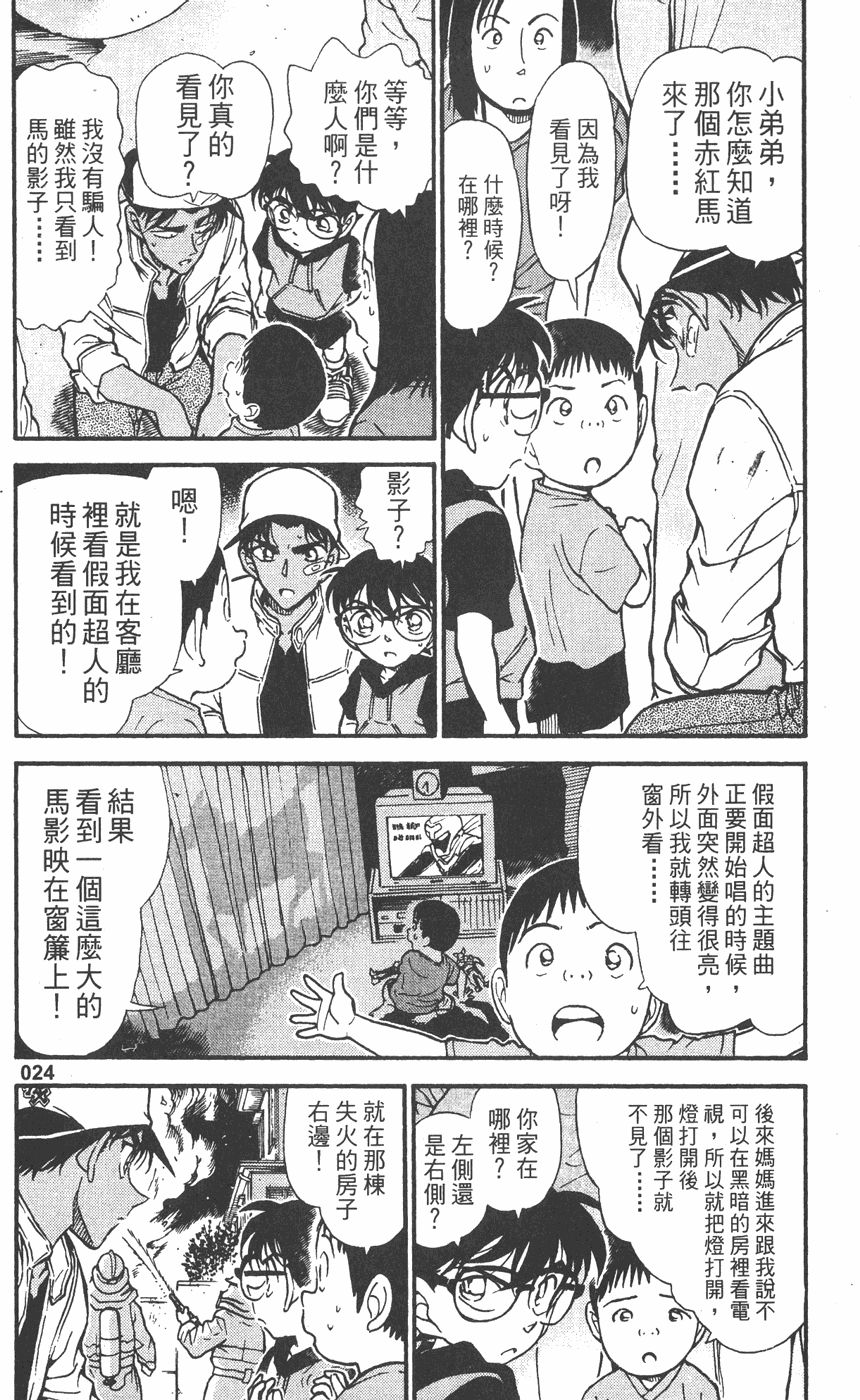 小弟弟，
你怎麼知道
那個赤紅馬
來了……
因為我
看見了呀！
什麼時候？
在哪裡？
等等，
你們是什
麼人啊？
你真的
看見了？
我沒有騙人！
雖然我只看到
馬的影子……
影子？
嗯！
就是我在客廳
裡看假面超人的
時候看到的！
假面超人的主題曲
正要開始唱的時候，
外面突然變得很亮，
所以我就轉頭往
窗外看……
1
結果
看到一個這麼大的
馬影映在窗簾上！
024
後來媽媽進來跟我說不
可以在黑暗的房裡看電
視，所以就把燈打開，
燈打開後
那個影子就
不見了……
你家在
哪裡？
左側還
是右側？
就在那棟
失火的房子
右邊！